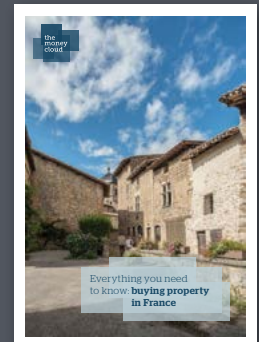 the
money
cloud
Everything you need
to know: buying property
in France